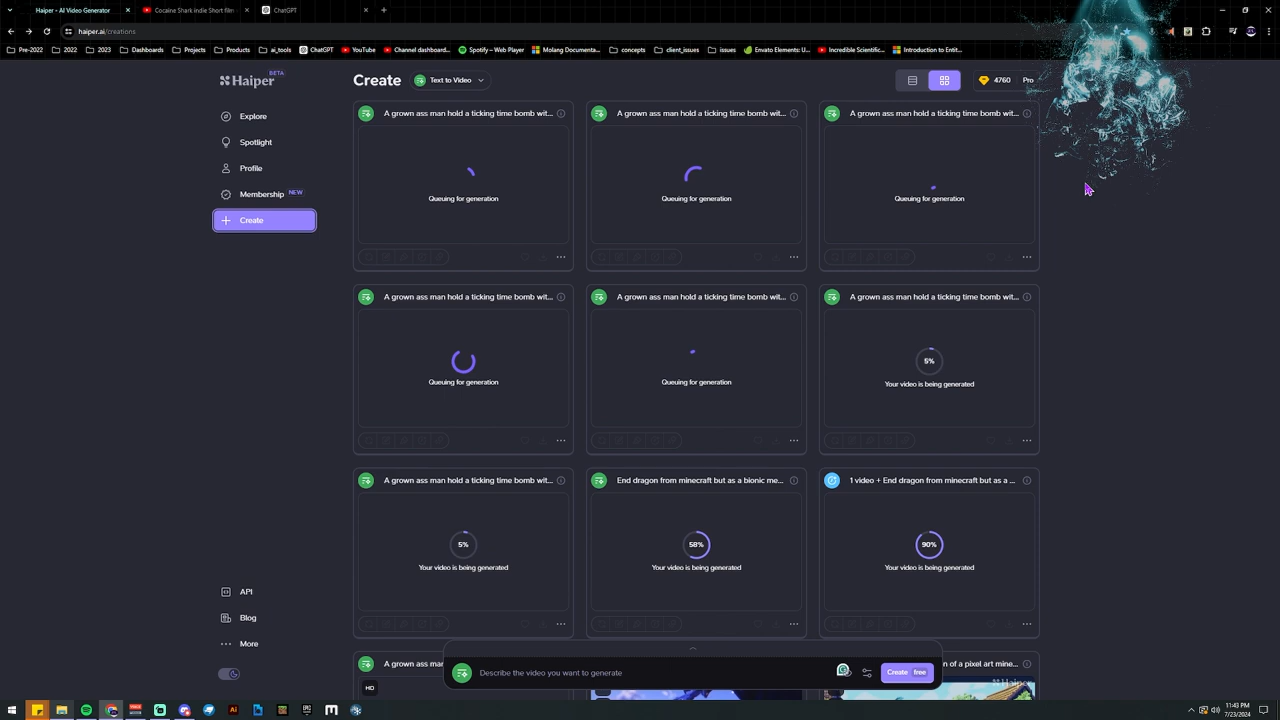 Haiper - AI Video Generator
Cocaine Shark indie Short film
ChatGPT
haiper.ai/creations
Pre-2022
2022
2023
Dashboards
Projects
Products
ai_tools
ChatGPT
YouTube
Channel dashboard...
Spotify – Web Player
Molang Documenta...
concepts
client_issues
issues
Envato Elements U...
Incredible Scientific...
Introduction to Entit...
Haiper BETA
Create
Text to Video
4760
Pro
Explore
Spotlight
Profile
Membership NEW
Create
A grown ass man hold a ticking time bomb wit...
A grown ass man hold a ticking time bomb wit...
A grown ass man hold a ticking time bomb wit...
Queuing for generation
Queuing for generation
Queuing for generation
A grown ass man hold a ticking time bomb wit...
A grown ass man hold a ticking time bomb wit...
A grown ass man hold a ticking time bomb wit...
5%
Queuing for generation
Queuing for generation
Your video is being generated
A grown ass man hold a ticking time bomb wit...
End dragon from minecraft but as a bionic me...
1 video + End dragon from minecraft but as a ...
5%
58%
90%
Your video is being generated
Your video is being generated
Your video is being generated
API
Blog
More
A grown ass m
n of a pixel art mine...
HD
Haiper
Describe the video you want to generate
Create free
11:43 PM
7/23/2024